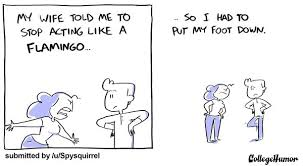 MY WIFE TOLD ME TO
STOP ACTING LIKE A
FLAMINGO...
... SO I HAD TO
PUT MY FOOT DOWN.
submitted by /u/Spysquirrel
CollegeHumor